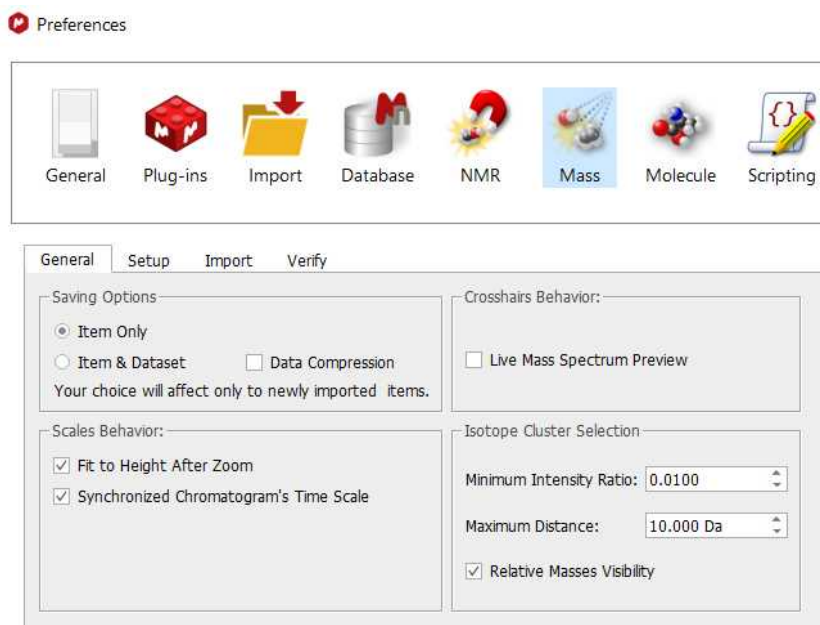 Preferences
General Plug-ins Import Database NMR Mass Molecule Scripting
General Setup Import Verify
Saving Options
Item Only
Item & Dataset Data Compression
Your choice will affect only to newly imported items.
Crosshairs Behavior:
Live Mass Spectrum Preview
Scales Behavior:
Fit to Height After Zoom
Synchronized Chromatogram's Time Scale
Isotope Cluster Selection
Minimum Intensity Ratio: 0.0100
Maximum Distance: 10.000 Da
Relative Masses Visibility